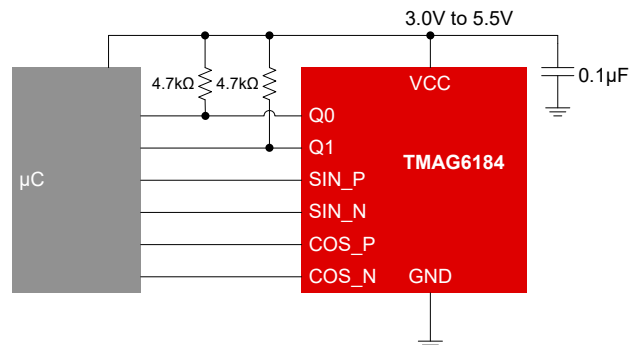 3.0V to 5.5V
4.7kΩ 4.7kΩ
VCC
0.1µF
Q0
Q1
TMAG6184
µC
SIN_P
SIN_N
COS_P
COS_N
GND